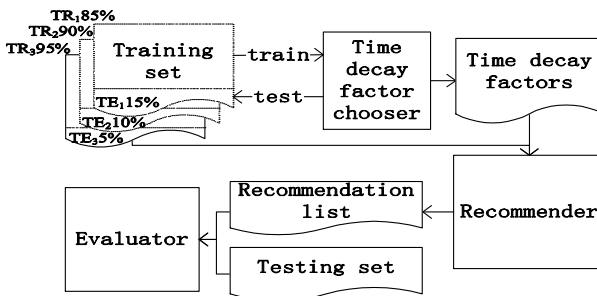 TR₁85%
TR₂90%
TR₃95%
Training
set
train
test
TE₁15%
TE₂10%
TE₃5%
Time
decay
factor
chooser
Time decay
factors
Recommender
Recommendation
list
Testing set
Evaluator